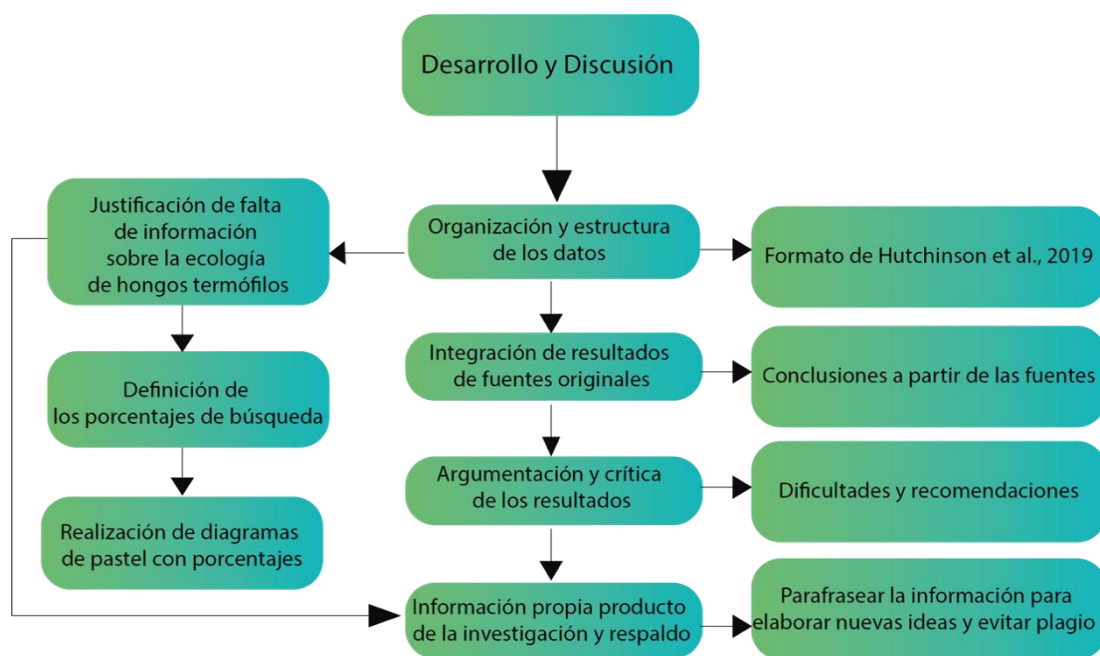 Desarrollo y Discusión
Justificación de falta
de información
sobre la ecología
de hongos termófilos
Organización y estructura
de los datos
Formato de Hutchinson et al., 2019
Definición de
los porcentajes de búsqueda
Integración de resultados
de fuentes originales
Conclusiones a partir de las fuentes
Realización de diagramas
de pastel con porcentajes
Argumentación y crítica
de los resultados
Dificultades y recomendaciones
Información propia producto
de la investigación y respaldo
Parafrasear la información para
elaborar nuevas ideas y evitar plagio